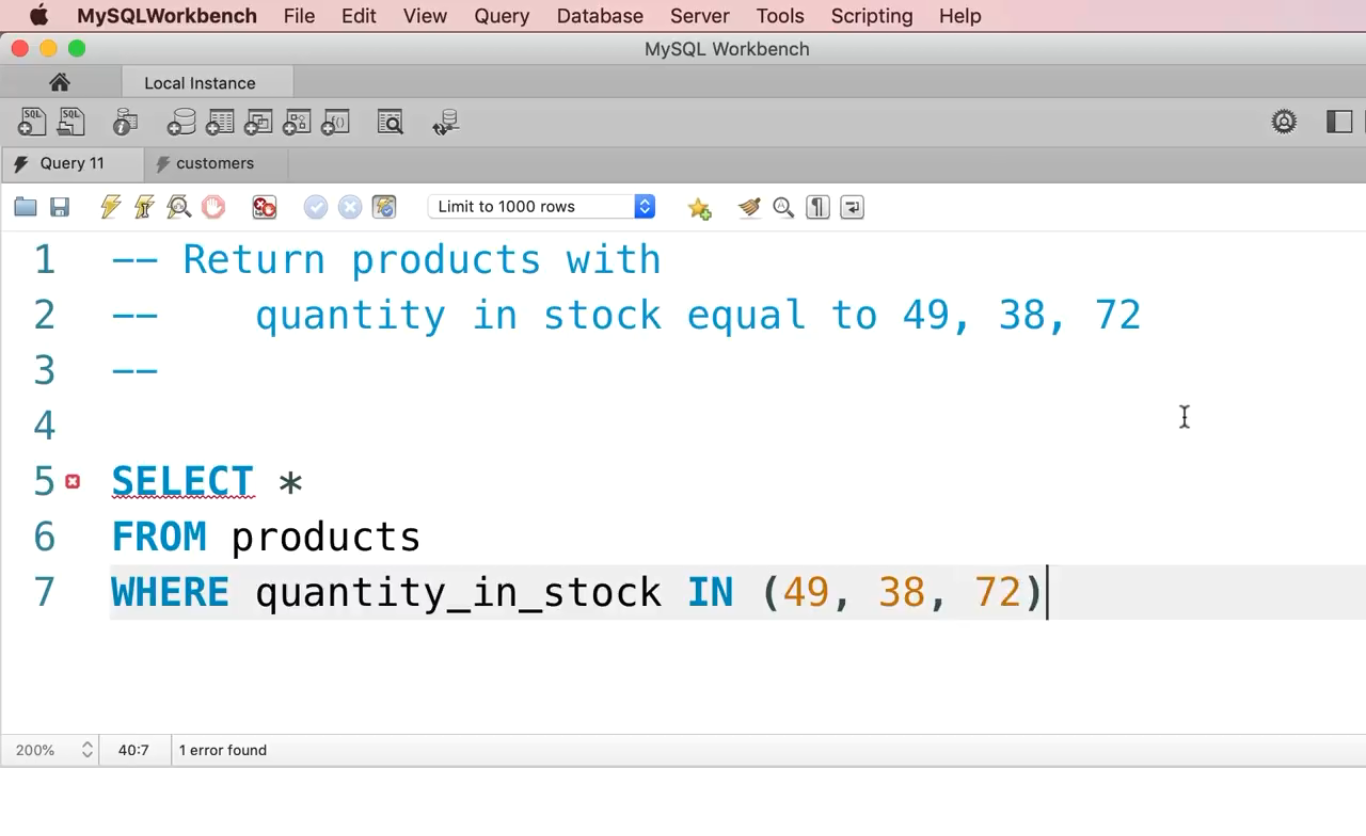 MySQLWorkbench File Edit View Query Database Server Tools Scripting Help
MySQL Workbench
Local Instance
Query 11 customers
Limit to 1000 rows
1 -- Return products with
2 --    quantity in stock equal to 49, 38, 72
3 --
4
5 SELECT *
6 FROM products
7 WHERE quantity_in_stock IN (49, 38, 72)
200% 40:7 1 error found